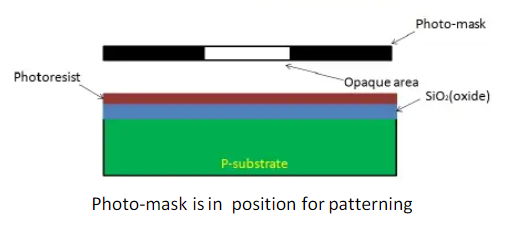 Photo-mask
Photoresist
Opaque area
SiO₂(oxide)
P-substrate
Photo-mask is in position for patterning